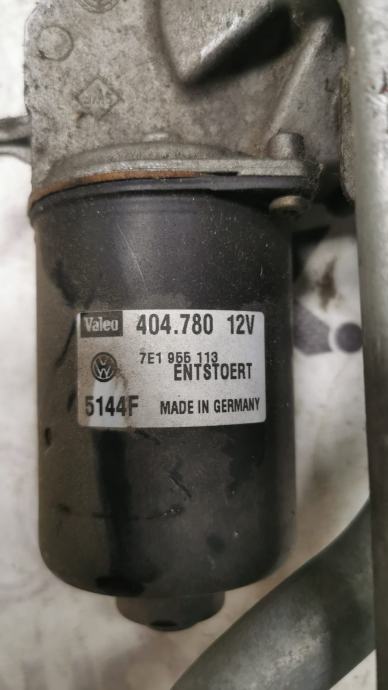 Valeo 404.780 12V
7E1 955 113
ENTSTOERT
5144F MADE IN GERMANY